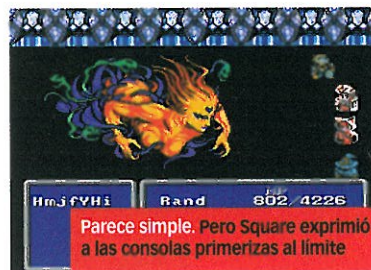 HmjfYHi
Rand 802/4226
Parece simple. Pero Square exprimió
a las consolas primerizas al límite